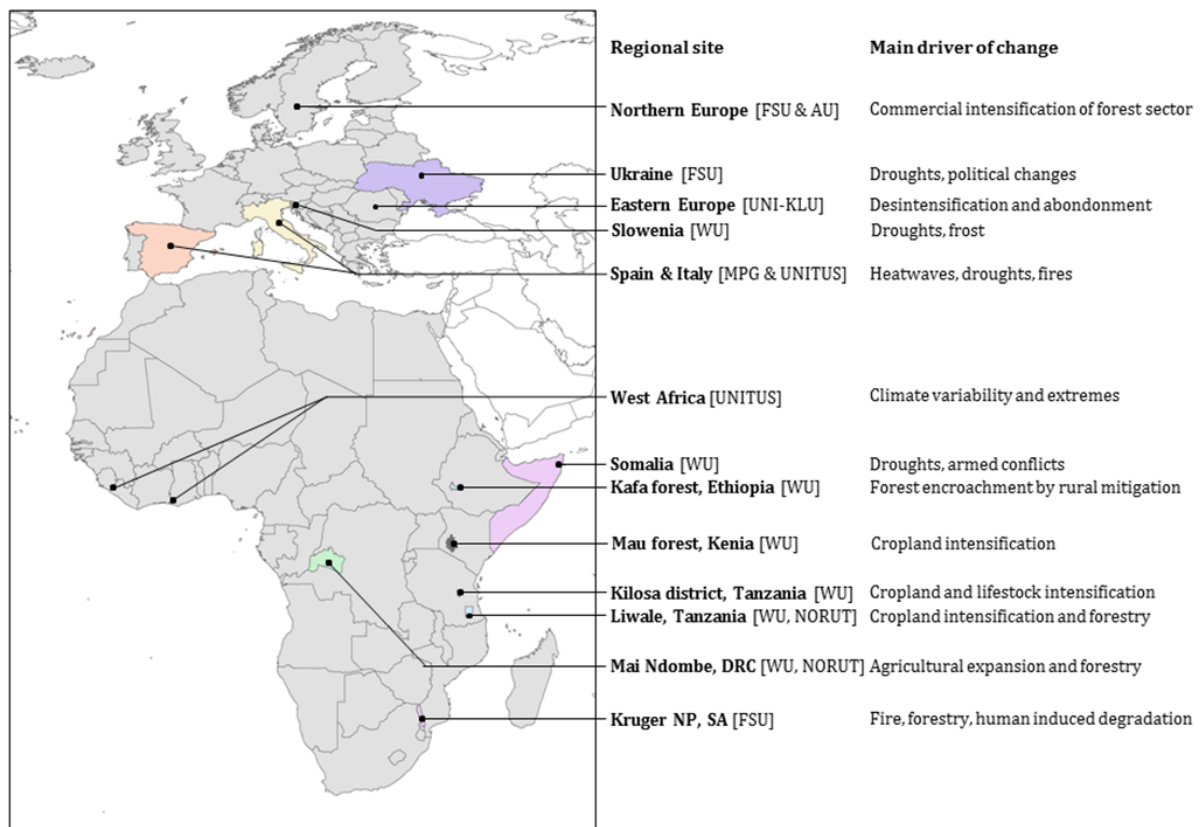 Regional site Main driver of change
Northern Europe [FSU & AU] Commercial intensification of forest sector
Ukraine [FSU] Droughts, political changes
Eastern Europe [UNI-KLU] Desintensification and abondonment
Slowenia [WU] Droughts, frost
Spain & Italy [MPG & UNITUS] Heatwaves, droughts, fires
West Africa [UNITUS] Climate variability and extremes
Somalia [WU] Droughts, armed conflicts
Kafa forest, Ethiopia [WU] Forest encroachment by rural mitigation
Mau forest, Kenia [WU] Cropland intensification
Kilosa district, Tanzania [WU] Cropland and lifestock intensification
Liwale, Tanzania [WU, NORUT] Cropland intensification and forestry
Mai Ndombe, DRC [WU, NORUT] Agricultural expansion and forestry
Kruger NP, SA [FSU] Fire, forestry, human induced degradation